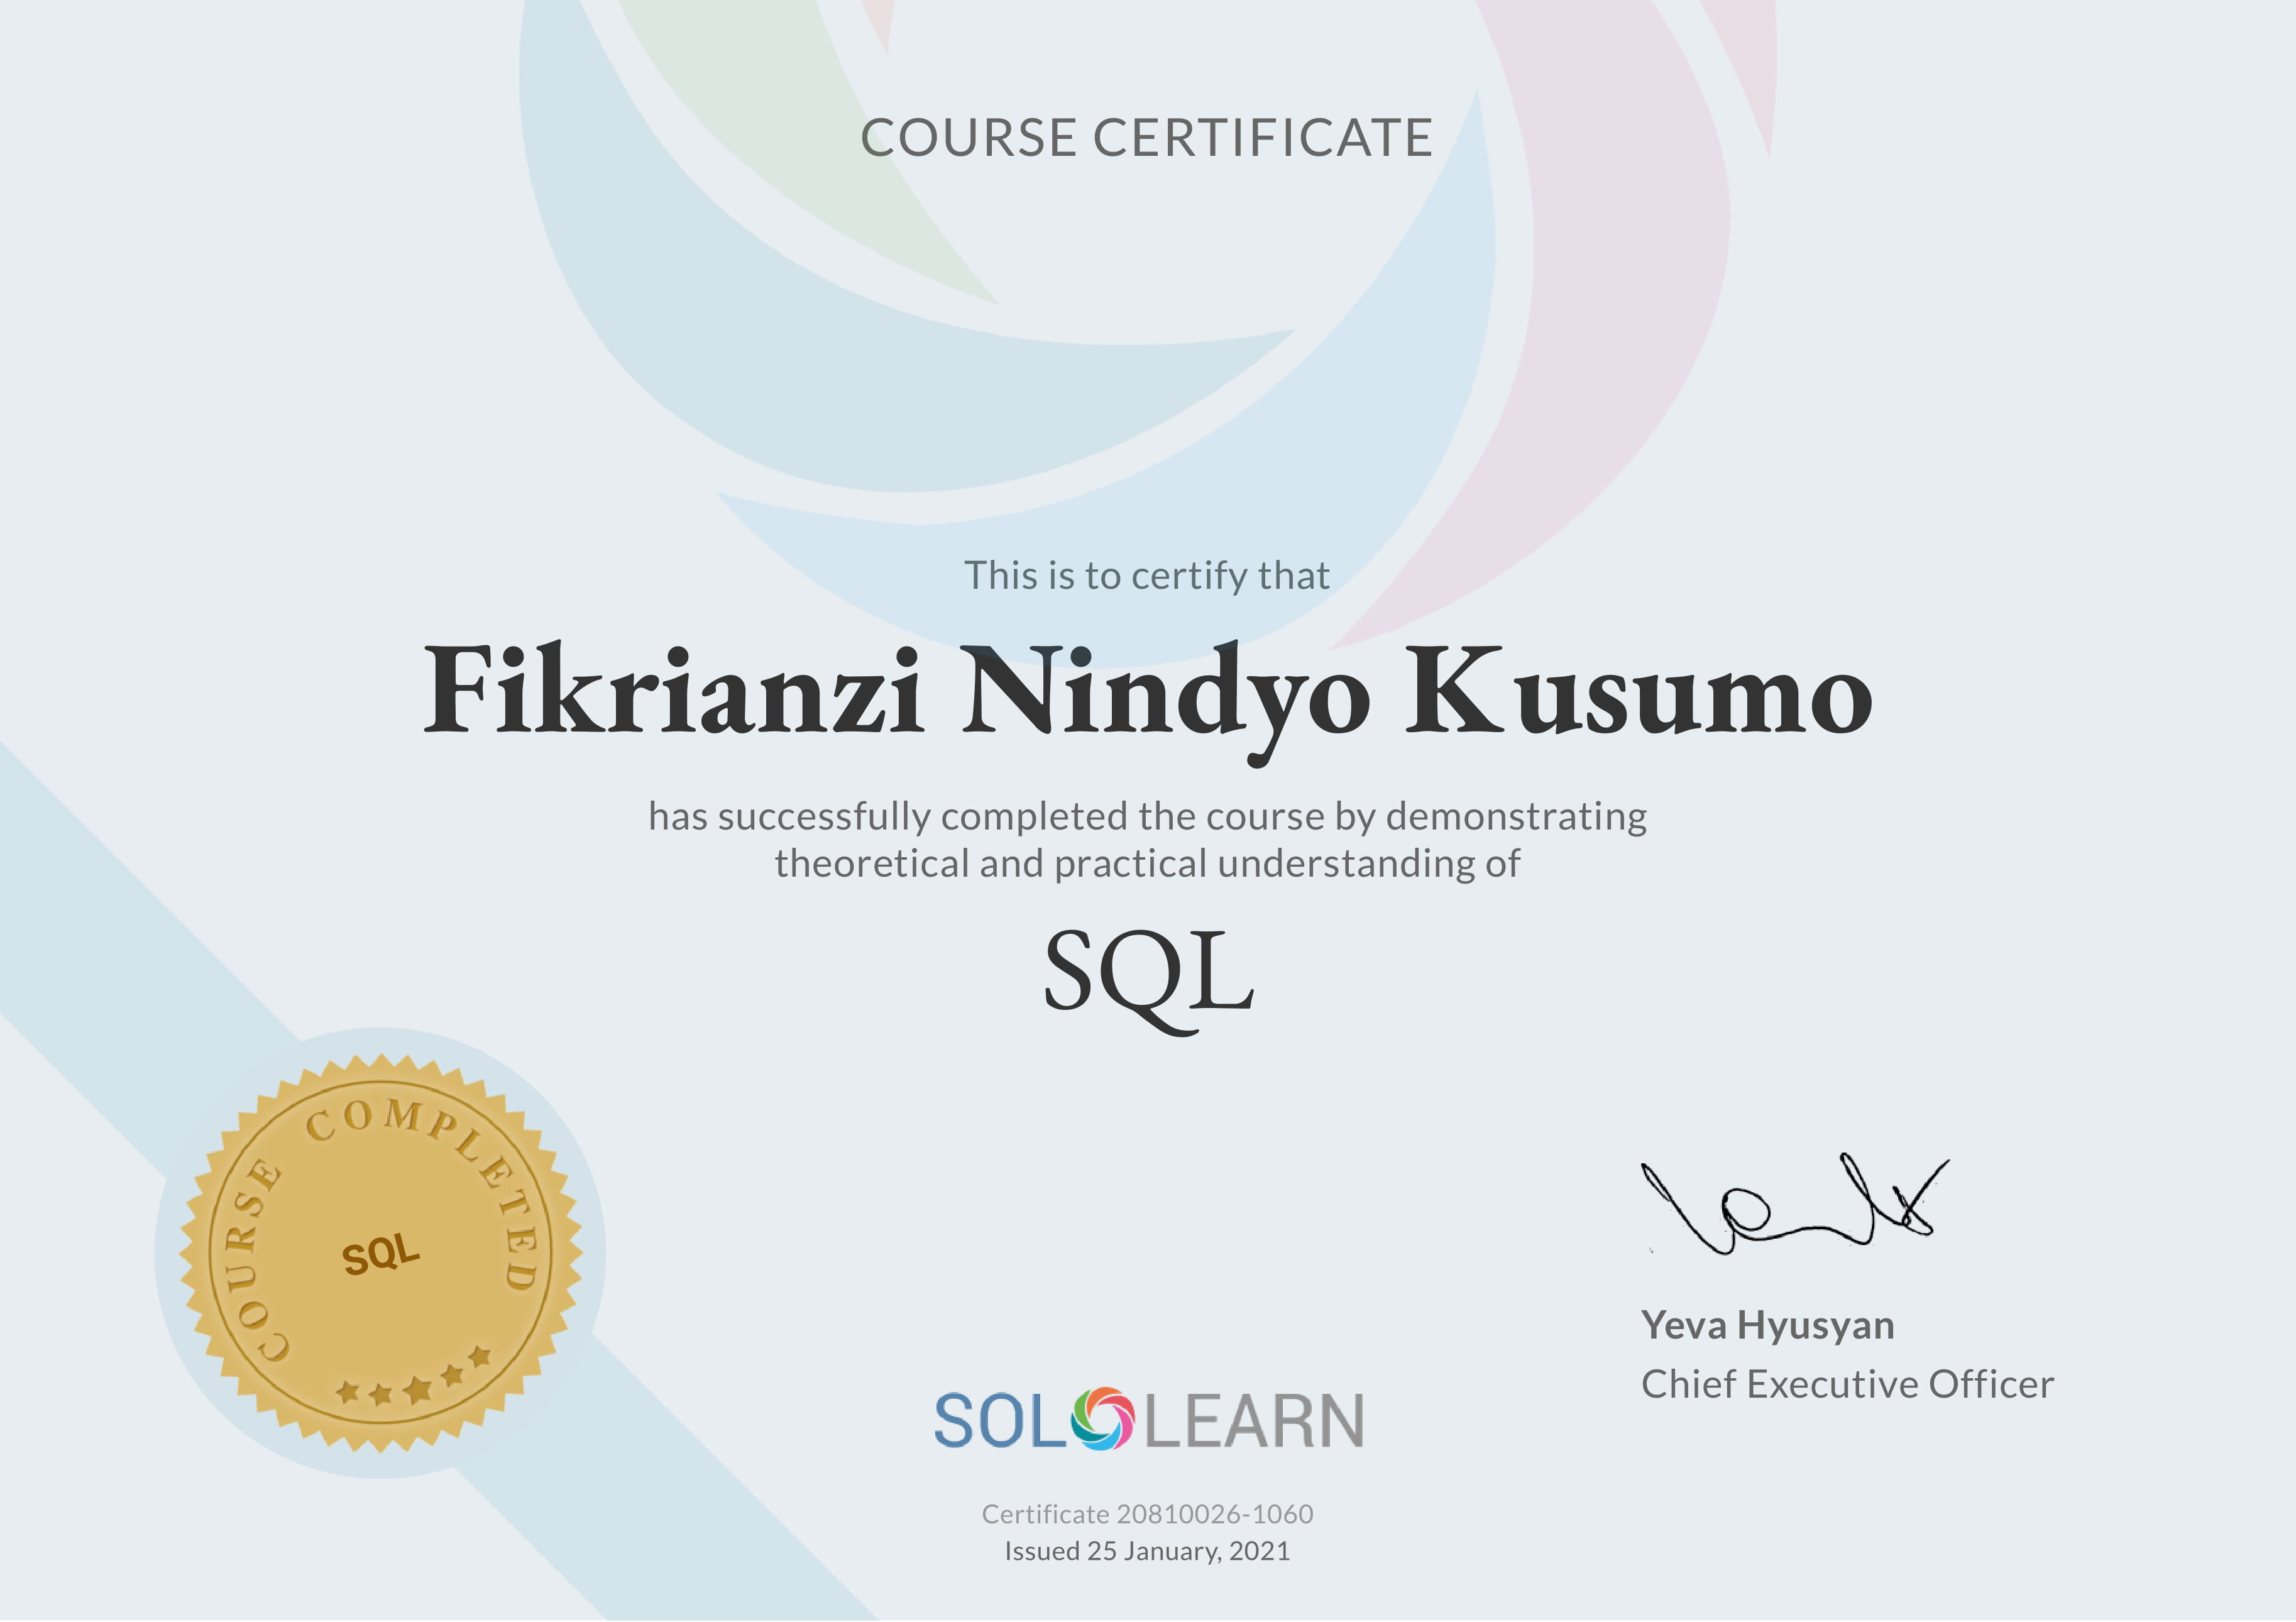 COURSE CERTIFICATE
This is to certify that
Fikrianzi Nindyo Kusumo
has successfully completed the course by demonstrating
theoretical and practical understanding of
SQL
COURSE COMPLETED
SQL
Yeva Hyusyan
Chief Executive Officer
SOLOLEARN
Certificate 20810026-1060
Issued 25 January, 2021